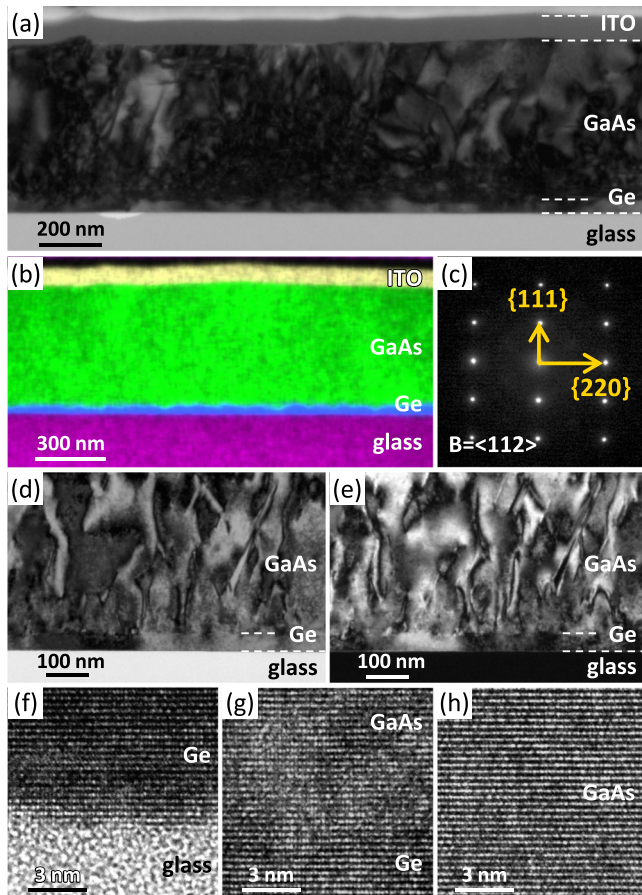 (a)
ITO
GaAs
Ge
200 nm
glass
(b)
ITO
GaAs
Ge
300 nm
glass
(c)
{111}
{220}
B=<112>
(d)
GaAs
Ge
100 nm
glass
(e)
GaAs
Ge
100 nm
glass
(f)
Ge
glass
3 nm
(g)
GaAs
3 nm
Ge
(h)
GaAs
3 nm